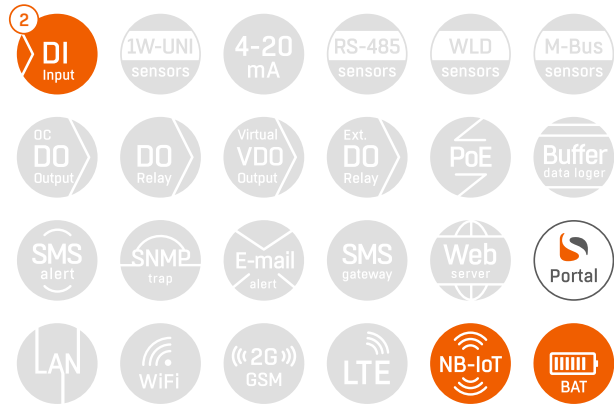 2
DI
Input
1W-UNI
sensors
4-20
mA
RS-485
sensors
WLD
sensors
M-Bus
sensors
OC
DO
Output
DO
Relay
Virtual
VDO
Output
Ext.
DO
Relay
PoE
Buffer
data loger
SMS
alert
SNMP
trap
E-mail
alert
SMS
gateway
Web
server
Portal
LAN
WiFi
2G
GSM
LTE
NB-IoT
BAT